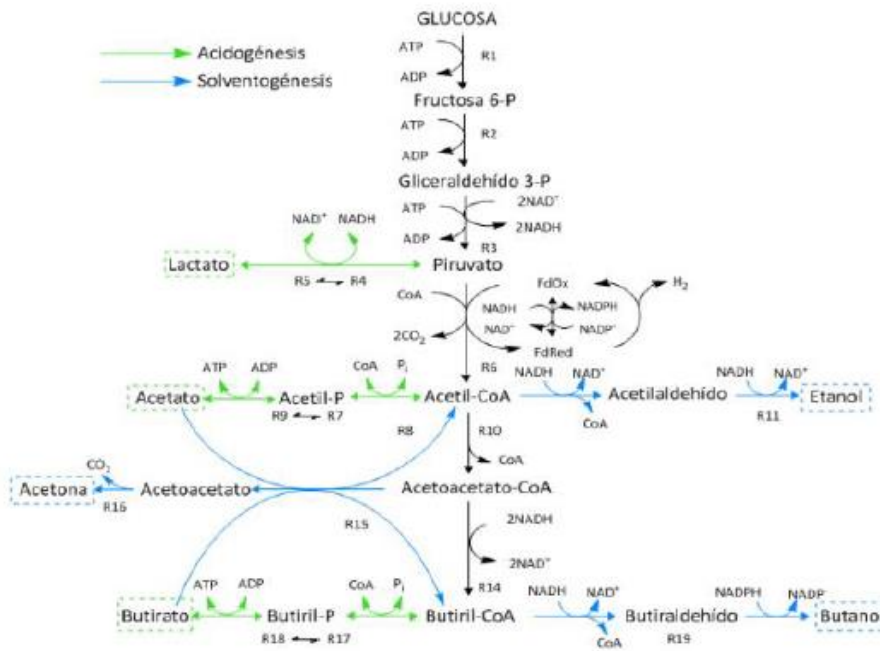 GLUCOSA
Acidogénesis
Solventogénesis
ATP
ADP
R1
Fructosa 6-P
ATP
ADP
R2
Gliceraldehído 3-P
ATP
ADP
2NAD⁺
2NADH
R3
NAD⁺ NADH
Lactato
R5 R4
Piruvato
CoA
2CO₂
NADH
NAD⁺
FdOx
NADPH
NADP⁺
FdRed
H₂
R6
ATP ADP
CoA Pᵢ
NADH NAD⁺
NADH NAD⁺
Acetato
Acetil-P
Acetil-CoA
Acetilaldehído
Etanol
R9 R7
CoA
R11
R8
R10
CoA
CO₂
Acetona
Acetoacetato
Acetoacetato-CoA
R16
R15
2NADH
2NAD⁺
R14
ATP ADP
CoA Pᵢ
NADH NAD⁺
NADPH NADP
Butirato
Butiril-P
Butiril-CoA
Butiraldehído
Butano
R18 R17
CoA
R19